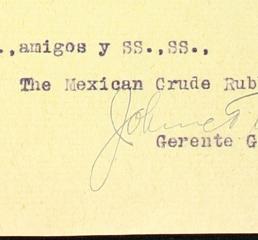 .,amigos y SS.,SS.,
The Mexican Crude Rub
Gerente G